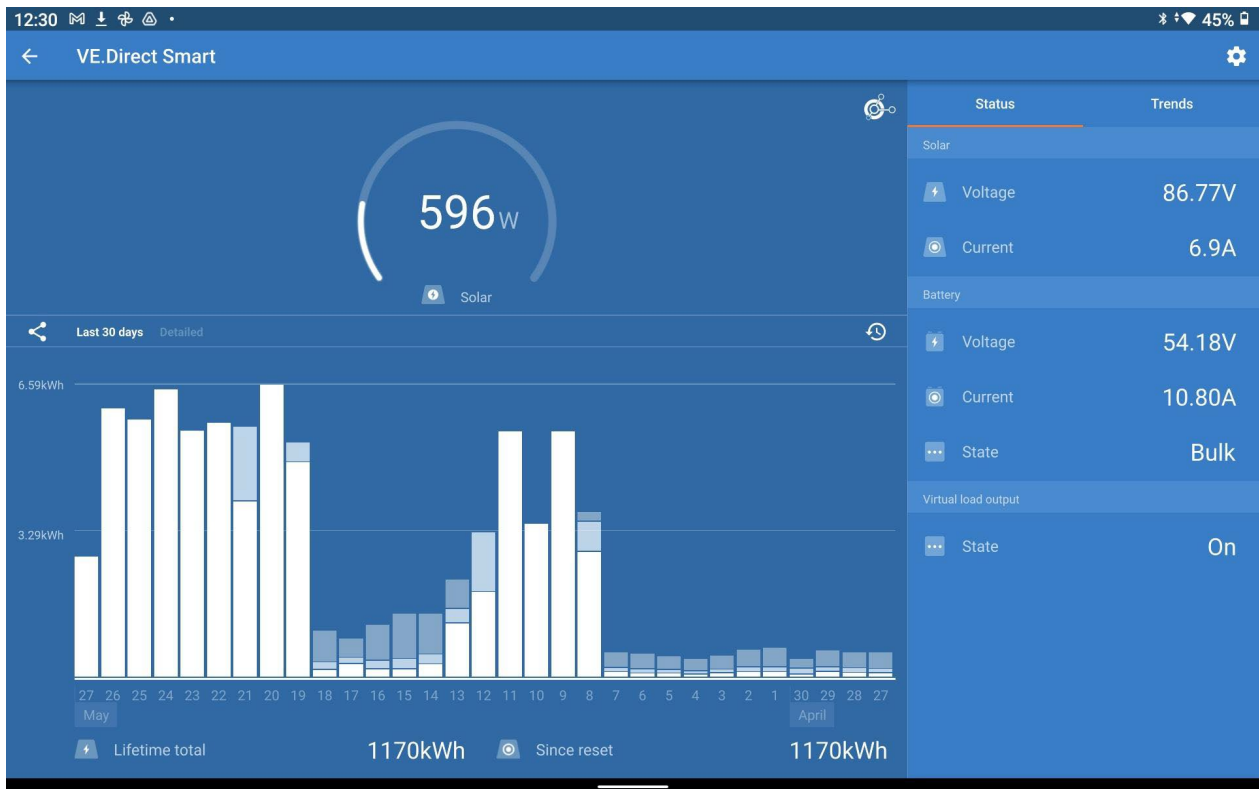 12:30 45%
VE.Direct Smart
596W
Solar
Last 30 days Detailed
6.59kWh
3.29kWh
27 26 25 24 23 22 21 20 19 18 17 16 15 14 13 12 11 10 9 8 7 6 5 4 3 2 1 30 29 28 27
May April
Lifetime total 1170kWh Since reset 1170kWh
Status Trends
Solar
Voltage 86.77V
Current 6.9A
Battery
Voltage 54.18V
Current 10.80A
State Bulk
Virtual load output
State On